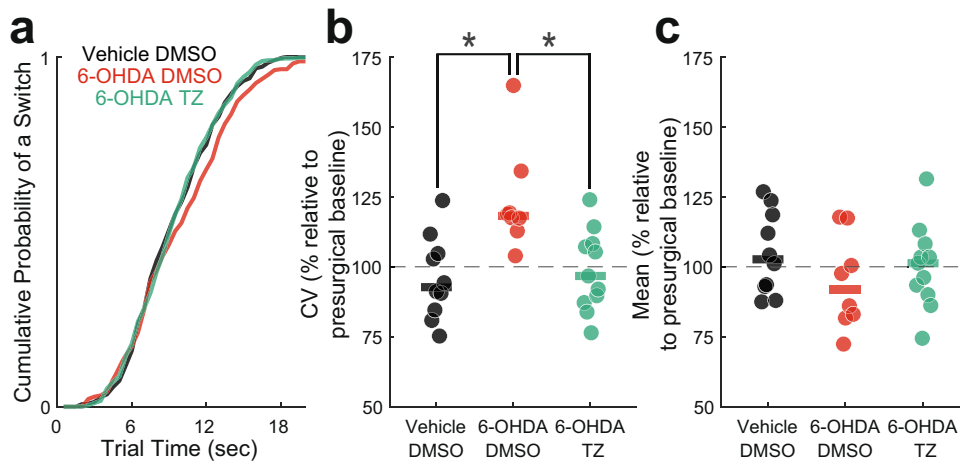 a
Vehicle DMSO
6-OHDA DMSO
6-OHDA TZ
Cumulative Probability of a Switch
1
0
0
6
12
18
Trial Time (sec)
b
*
*
CV (% relative to
presurgical baseline)
175
150
125
100
75
50
Vehicle
DMSO
6-OHDA
DMSO
6-OHDA
TZ
c
Mean (% relative
to presurgical baseline)
175
150
125
100
75
50
Vehicle
DMSO
6-OHDA
DMSO
6-OHDA
TZ